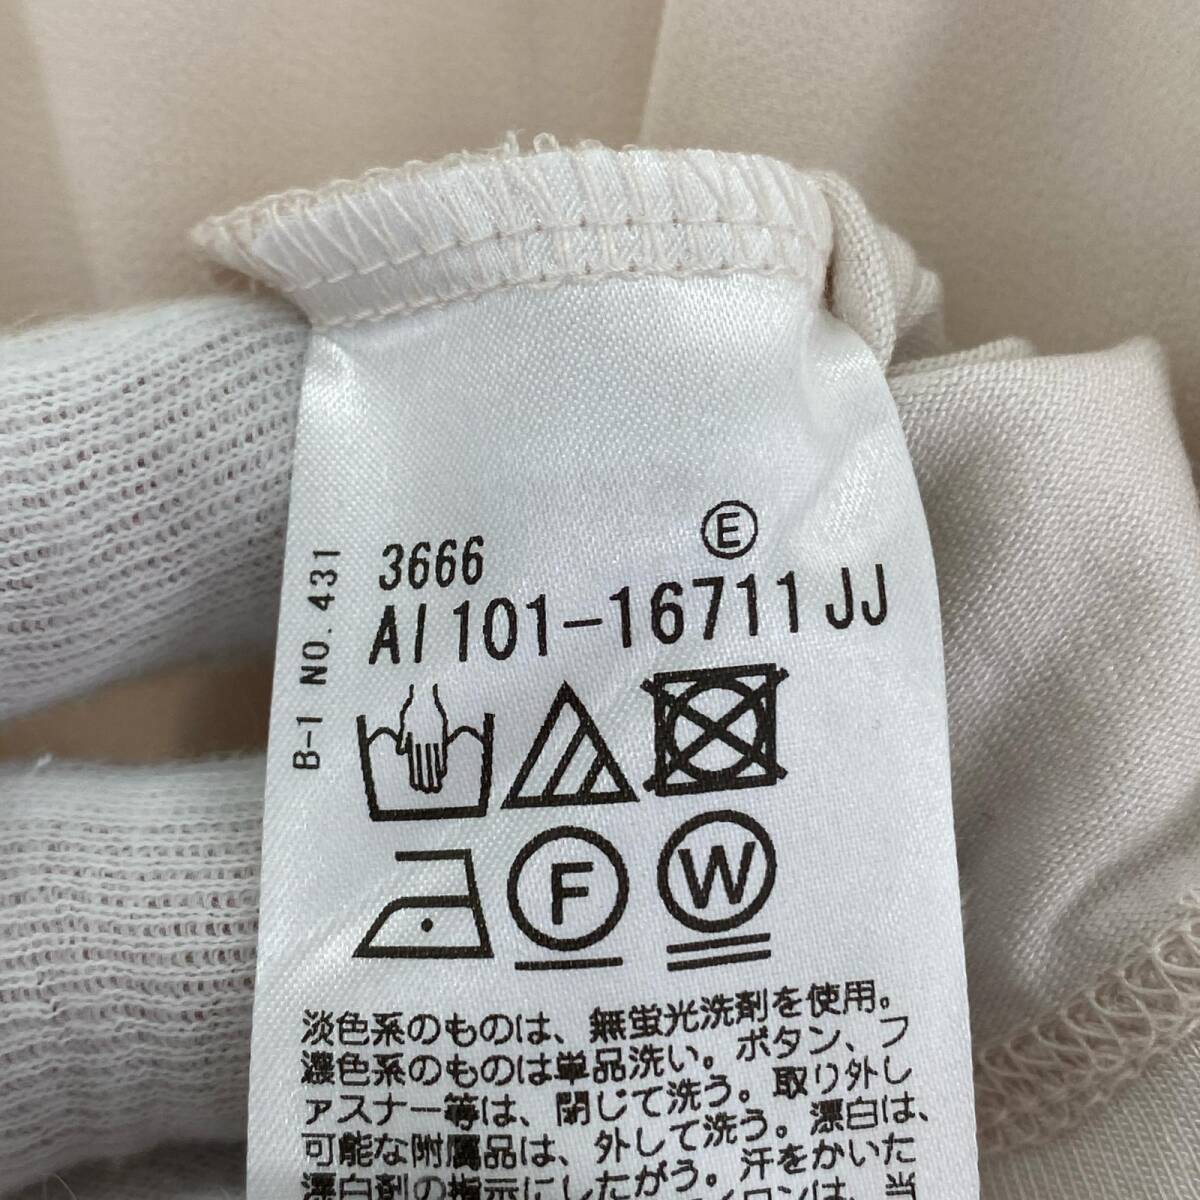 B-1 NO.431
3666
Ⓔ
A/101-16711JJ
F
W
淡色系のものは、無蛍光洗剤を使用。
濃色系のものは単品洗い。ボタン、フ
ァスナー等は、閉じて洗う。取り外し
可能な附属品は、外して洗う。漂白は、
漂白剤の指示にしたがう。汗をかいた